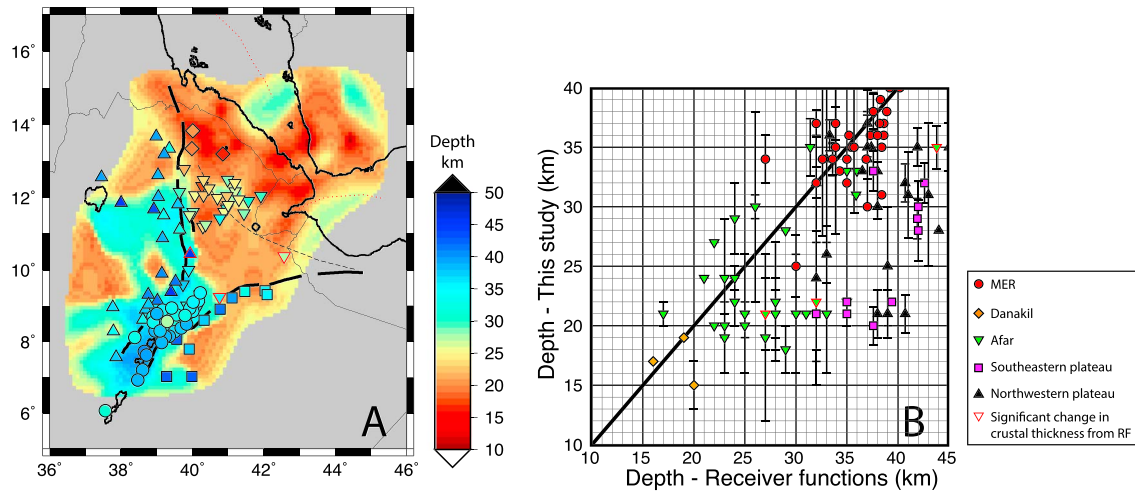 16°
14°
12°
10°
8°
6°
36° 38° 40° 42° 44° 46°
A
Depth
km
50
45
40
35
30
25
20
15
10
Depth - This study (km)
40
35
30
25
20
15
10
10 15 20 25 30 35 40
Depth - Receiver functions (km)
B
MER
Danakil
Afar
Southeastern plateau
Northwestern plateau
Significant change in
crustal thickness from RF